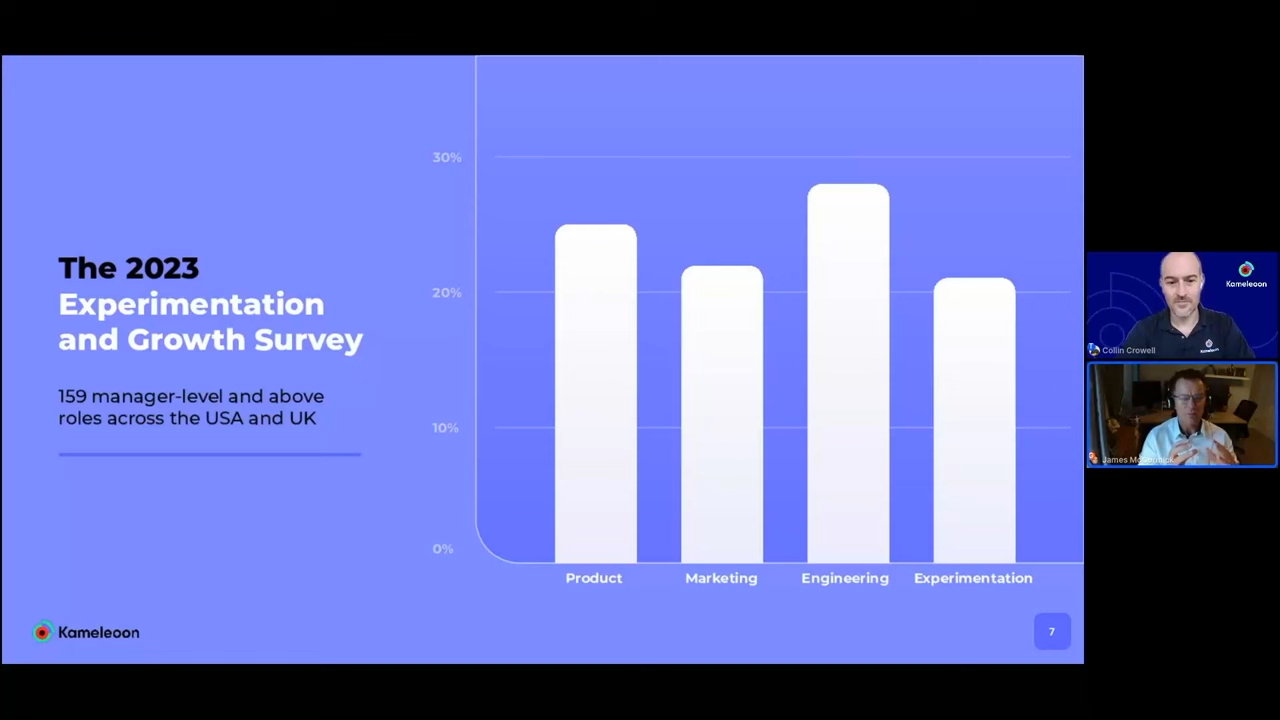 The 2023
Experimentation
and Growth Survey
159 manager-level and above
roles across the USA and UK
30%
20%
10%
0%
Product Marketing Engineering Experimentation
Kameleoon
7
Kameleoon
Collin Crowell
James